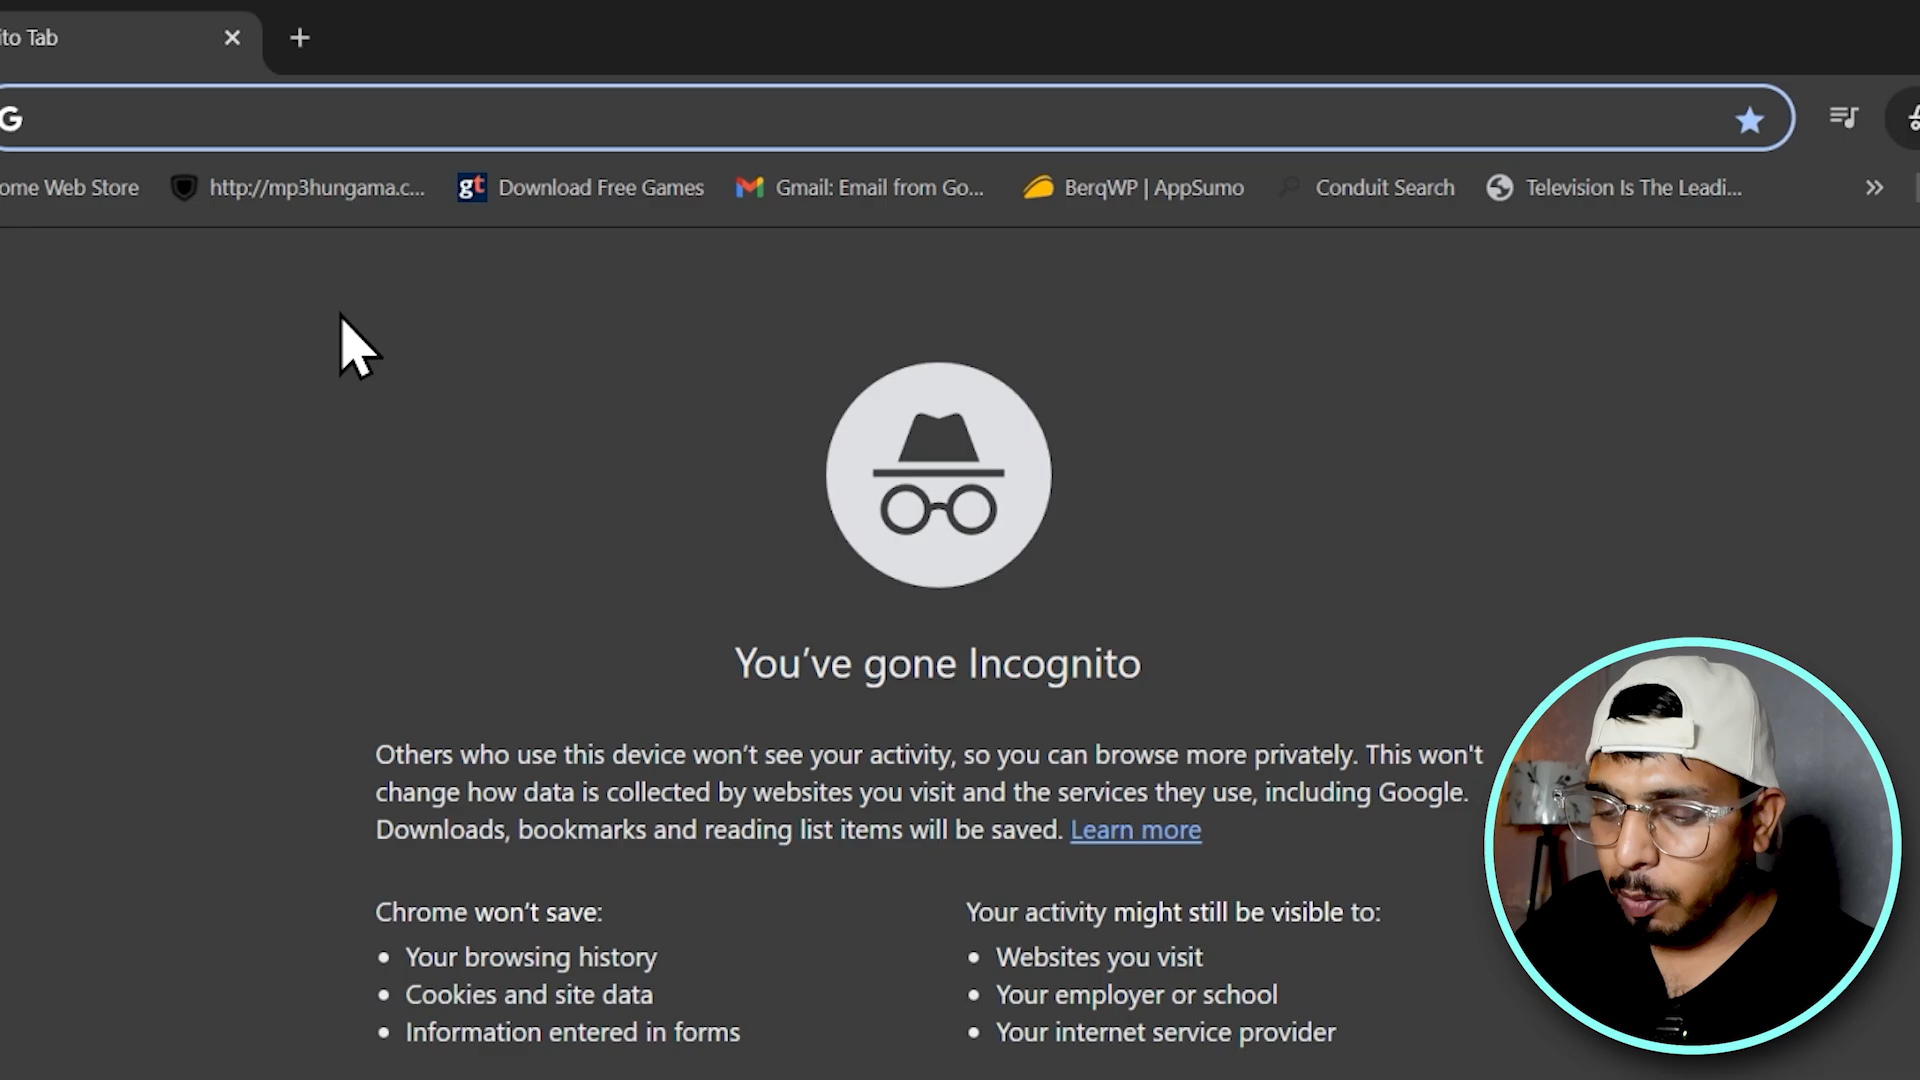 ito Tab
G
ome Web Store http://mp3hungama.c... gt Download Free Games Gmail: Email from Go... BerqWP | AppSumo Conduit Search Television Is The Leadi...
You’ve gone Incognito
Others who use this device won’t see your activity, so you can browse more privately. This won't
change how data is collected by websites you visit and the services they use, including Google.
Downloads, bookmarks and reading list items will be saved. Learn more
Chrome won’t save:
Your browsing history
Cookies and site data
Information entered in forms
Your activity might still be visible to:
Websites you visit
Your employer or school
Your internet service provider